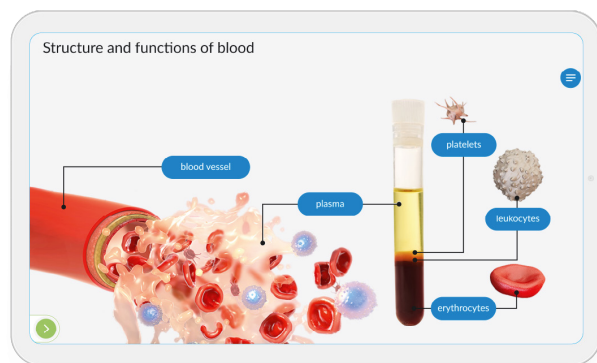 Structure and functions of blood
platelets
blood vessel
leukocytes
plasma
erythrocytes